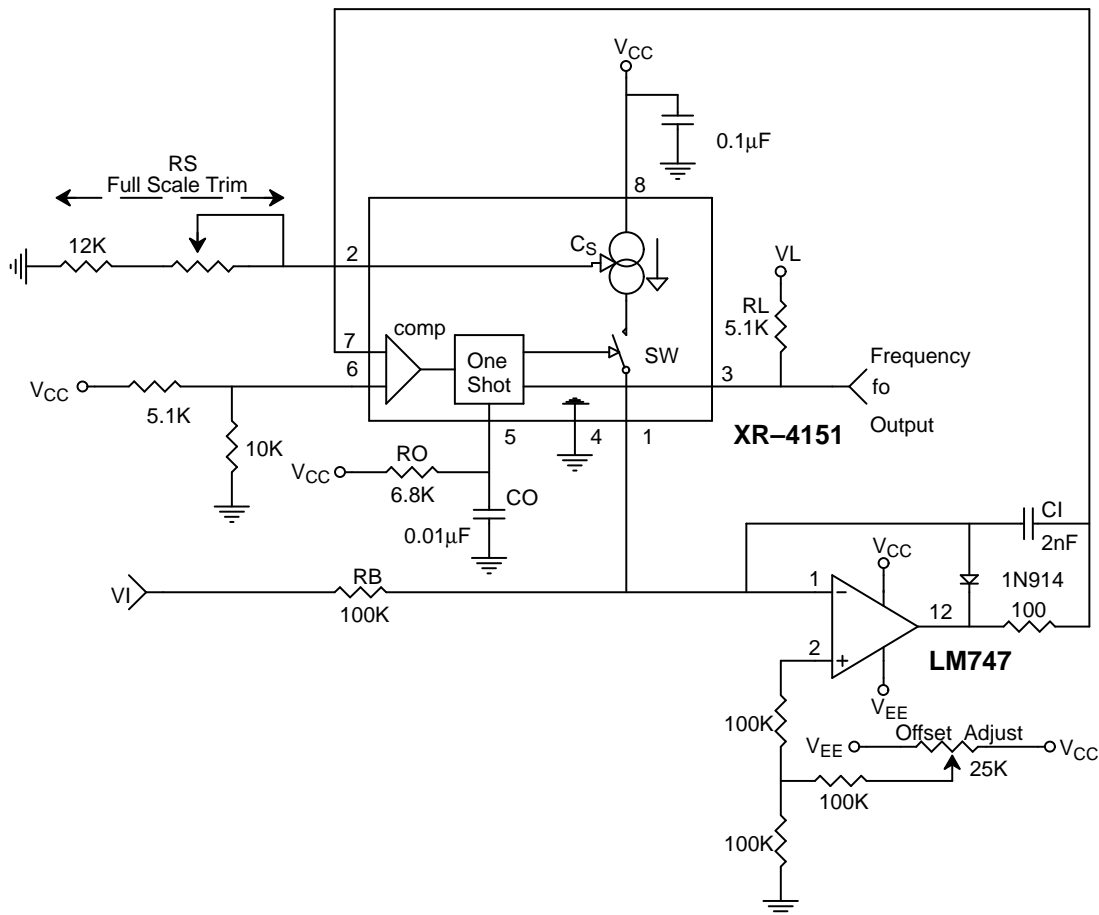 VCC
0.1µF
RS
Full Scale Trim
8
12K
2
CS
VL
RL
5.1K
comp
7
6
One
Shot
SW
3
Frequency
fo
Output
VCC
5.1K
10K
5
4
1
XR–4151
VCC
RO
6.8K
CO
0.01µF
CI
2nF
VI
RB
100K
1
VCC
1N914
12
100
2
LM747
VEE
100K
VEE
Offset Adjust
VCC
25K
100K
100K